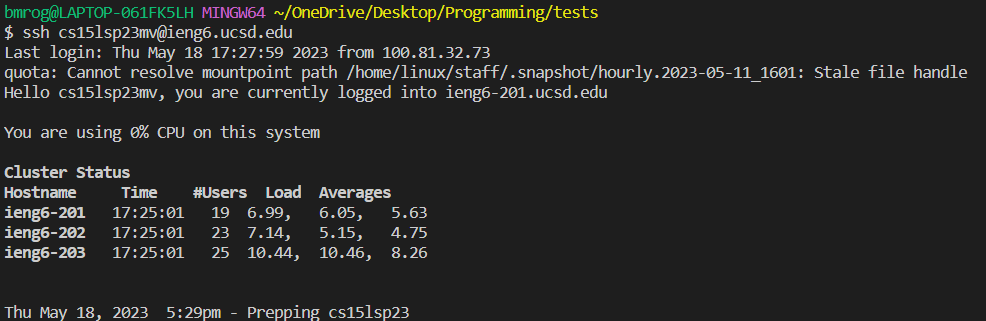 bmrog@LAPTOP-061FK5LH MINGW64 ~/OneDrive/Desktop/Programming/tests
$ ssh cs15lsp23mv@ieng6.ucsd.edu
Last login: Thu May 18 17:27:59 2023 from 100.81.32.73
quota: Cannot resolve mountpoint path /home/linux/staff/.snapshot/hourly.2023-05-11_1601: Stale file handle
Hello cs15lsp23mv, you are currently logged into ieng6-201.ucsd.edu
You are using 0% CPU on this system
Cluster Status
Hostname     Time    #Users  Load  Averages
ieng6-201   17:25:01   19  6.99,   6.05,   5.63
ieng6-202   17:25:01   23  7.14,   5.15,   4.75
ieng6-203   17:25:01   25  10.44,  10.46,  8.26
Thu May 18, 2023  5:29pm - Prepping cs15lsp23